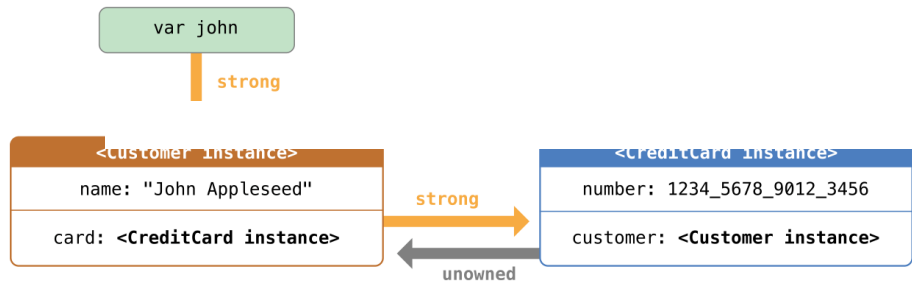 var john
strong
<Customer instance>
<CreditCard instance>
name: "John Appleseed"
number: 1234_5678_9012_3456
strong
card: <CreditCard instance>
customer: <Customer instance>
unowned